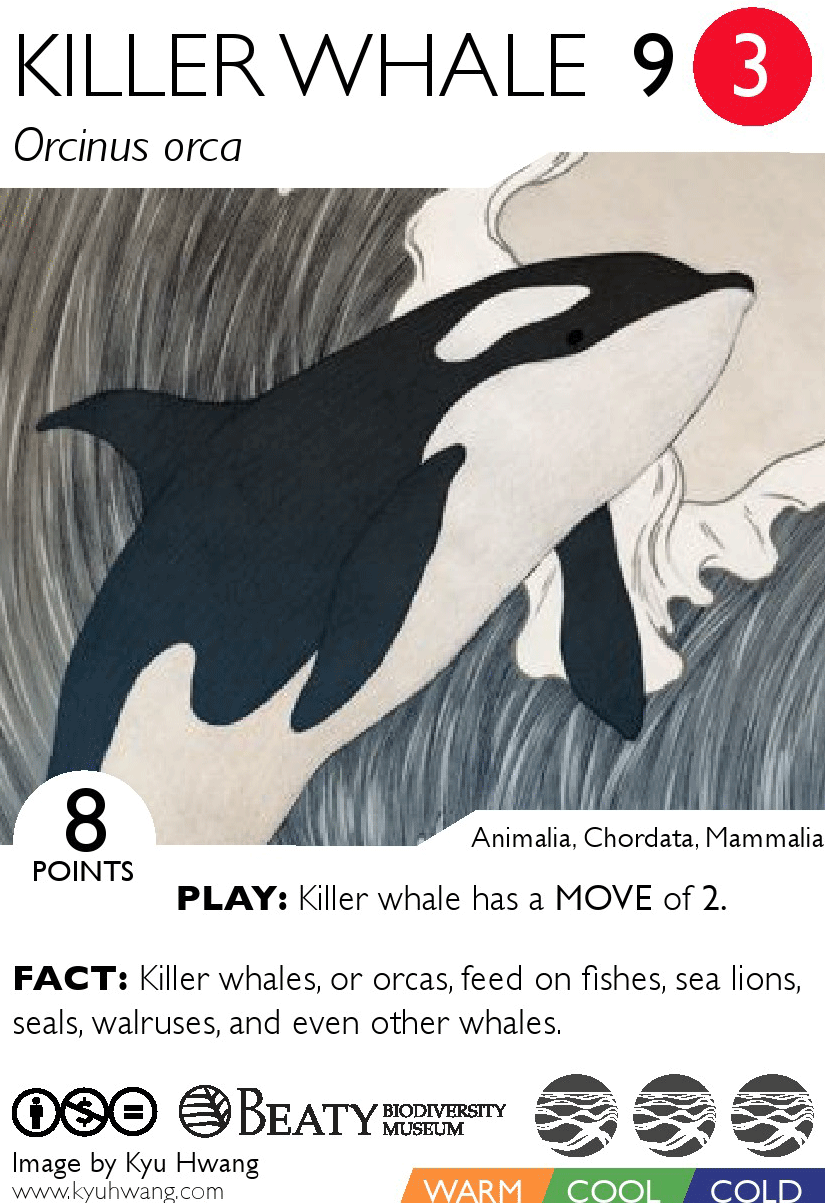 KILLER WHALE 9 3
Orcinus orca
8
POINTS
Animalia, Chordata, Mammalia
PLAY: Killer whale has a MOVE of 2.
FACT: Killer whales, or orcas, feed on fishes, sea lions,
seals, walruses, and even other whales.
BEATY BIODIVERSITY
MUSEUM
Image by Kyu Hwang
www.kyuhwang.com
WARM COOL COLD